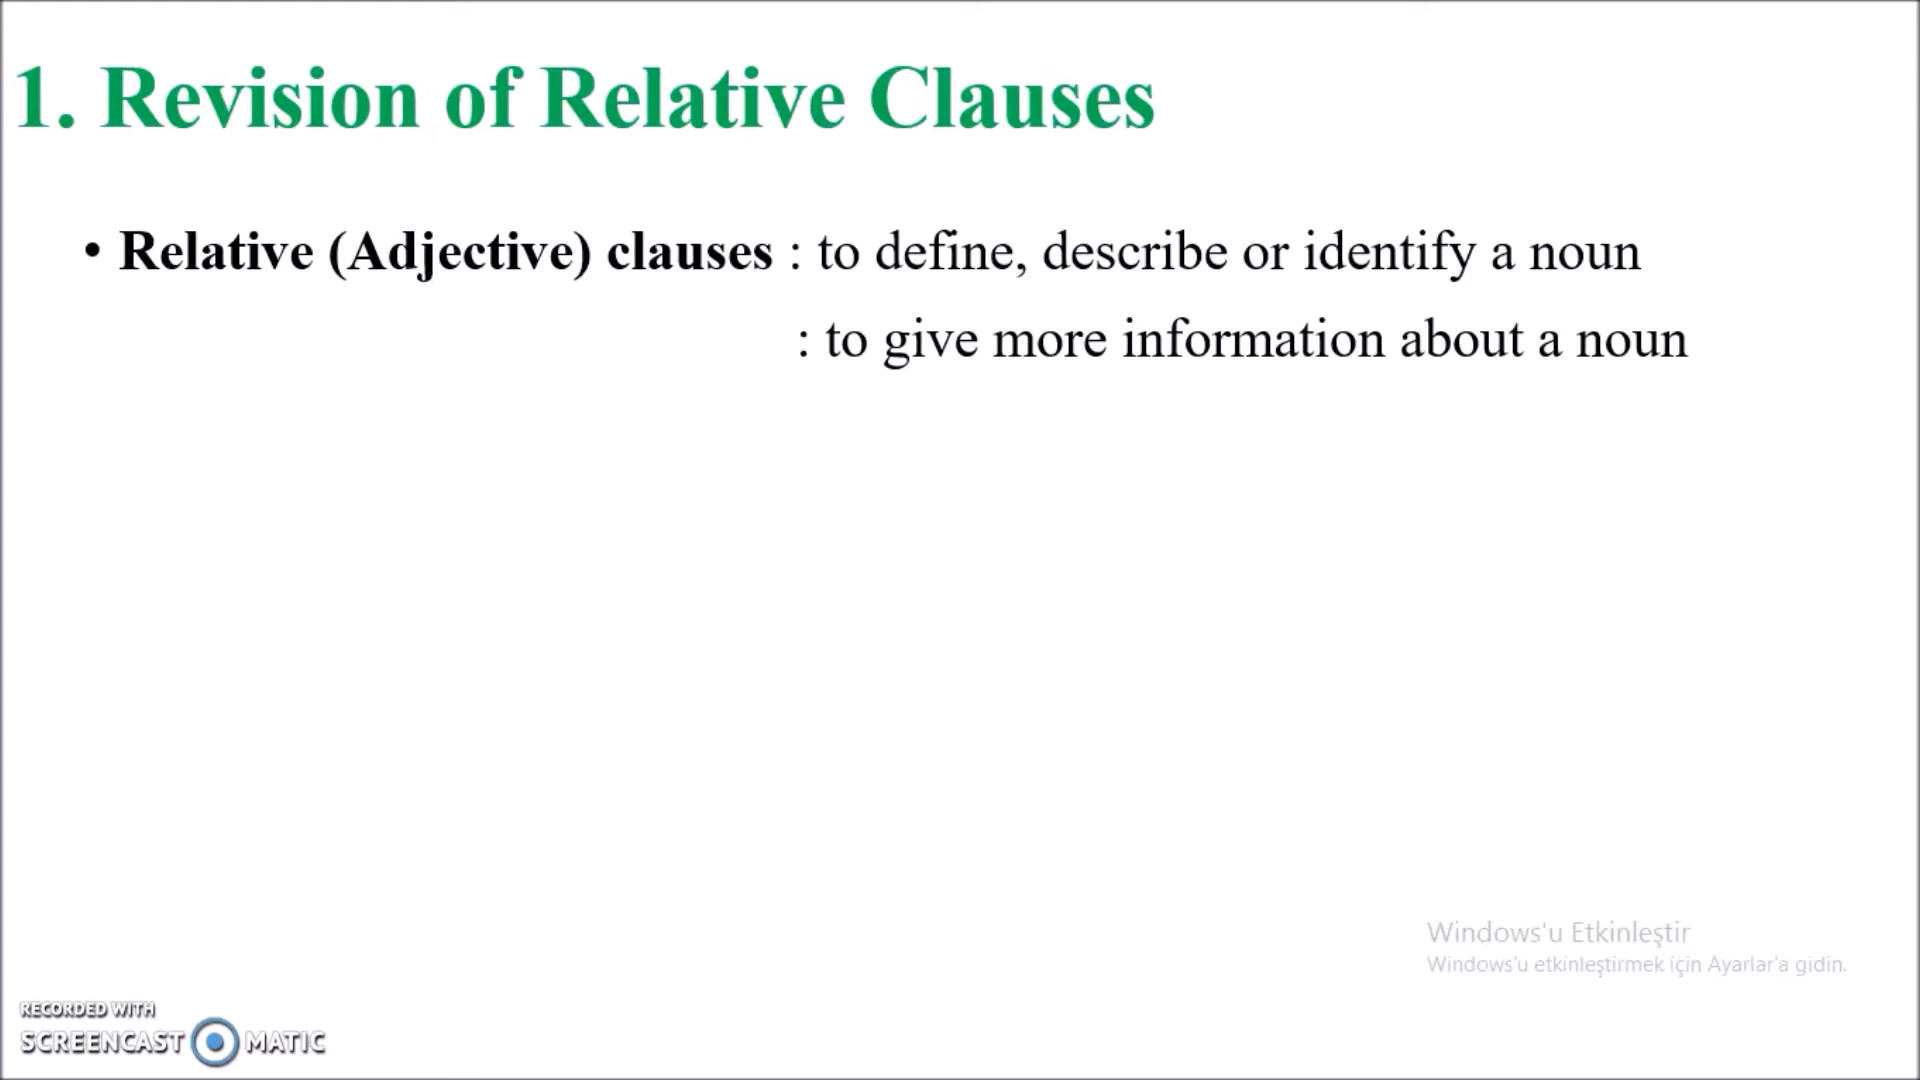 1. Revision of Relative Clauses
• Relative (Adjective) clauses : to define, describe or identify a noun
: to give more information about a noun
Windows'u Etkinleştir
Windows'u etkinleştirmek için Ayarlar'a gidin.
RECORDED WITH
SCREENCAST MATIC